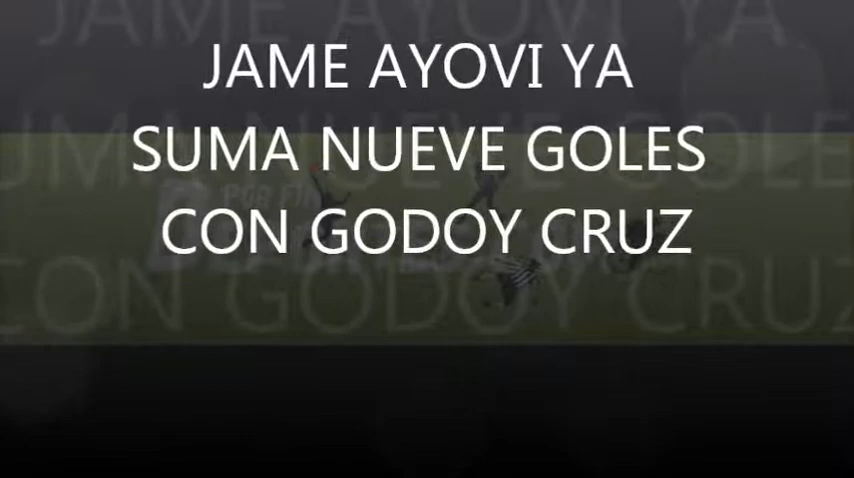 JAME AYOVI YA
SUMA NUEVE GOLES
CON GODOY CRUZ